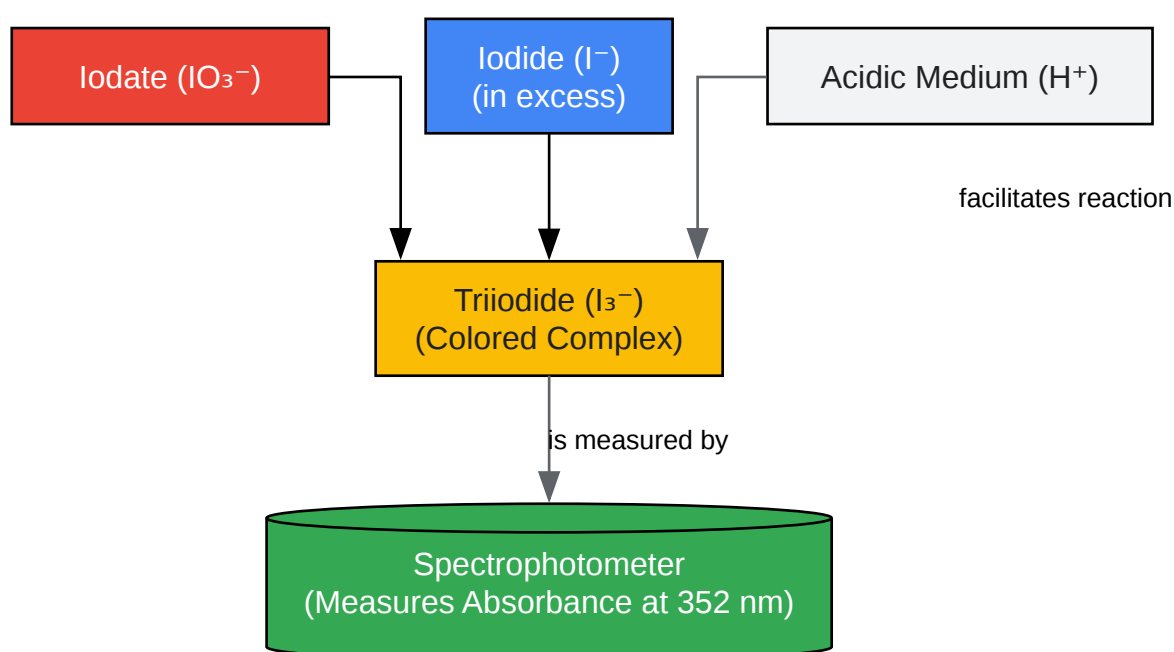 Iodate (IO₃⁻)
Iodide (I⁻)
(in excess)
Acidic Medium (H⁺)
facilitates reaction
Triiodide (I₃⁻)
(Colored Complex)
is measured by
Spectrophotometer
(Measures Absorbance at 352 nm)